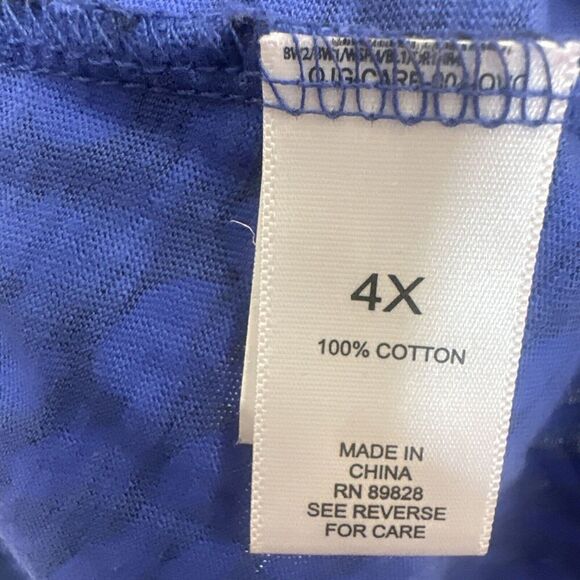 4X
100% COTTON
MADE IN
CHINA
RN 89828
SEE REVERSE
FOR CARE